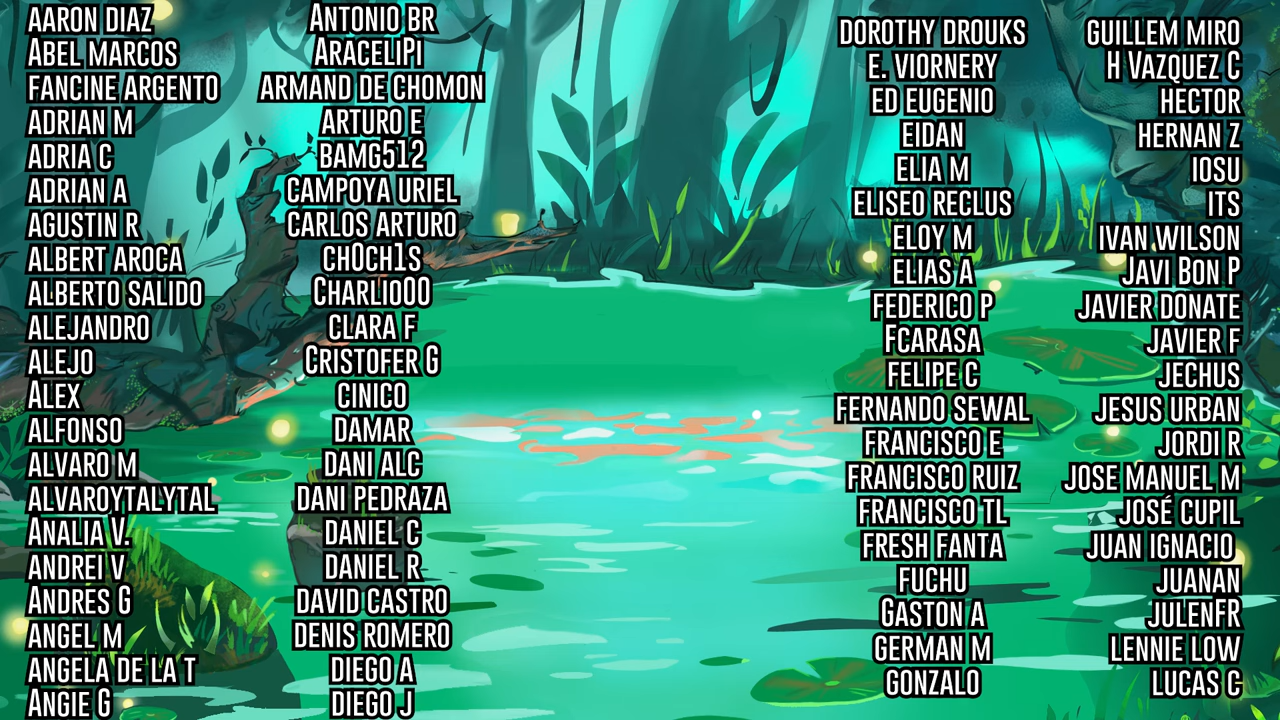 AARON DIAZ
ABEL MARCOS
FANCINE ARGENTO
ADRIAN M
ADRIA C
ADRIAN A
AGUSTIN R
ALBERT AROCA
ALBERTO SALIDO
ALEJANDRO
ALEJO
ALEX
ALFONSO
ALVARO M
ALVAROYTALYTAL
ANALIA V.
ANDREI V
ANDRES G
ANGEL M
ANGELA DE LA T
ANGIE G
ANTONIO BR
ARACELIPI
ARMAND DE CHOMON
ARTURO E
BAMG512
CAMPOYA URIEL
CARLOS ARTURO
CH0CH1S
CHARLIO00
CLARA F
CRISTOFER G
CINICO
DAMAR
DANI ALC
DANI PEDRAZA
DANIEL C
DANIEL R
DAVID CASTRO
DENIS ROMERO
DIEGO A
DIEGO J
DOROTHY DROUKS
E. VIORNERY
ED EUGENIO
EIDAN
ELIA M
ELISEO RECLUS
ELOY M
ELIAS A
FEDERICO P
FCARASA
FELIPE C
FERNANDO SEWAL
FRANCISCO E
FRANCISCO RUIZ
FRANCISCO TL
FRESH FANTA
FUCHU
GASTON A
GERMAN M
GONZALO
GUILLEM MIRO
H VAZQUEZ C
HECTOR
HERNAN Z
IOSU
ITS
IVAN WILSON
JAVI BON P
JAVIER DONATE
JAVIER F
JECHUS
JESUS URBAN
JORDI R
JOSE MANUEL M
JOSÉ CUPIL
JUAN IGNACIO
JUANAN
JULENFR
LENNIE LOW
LUCAS C